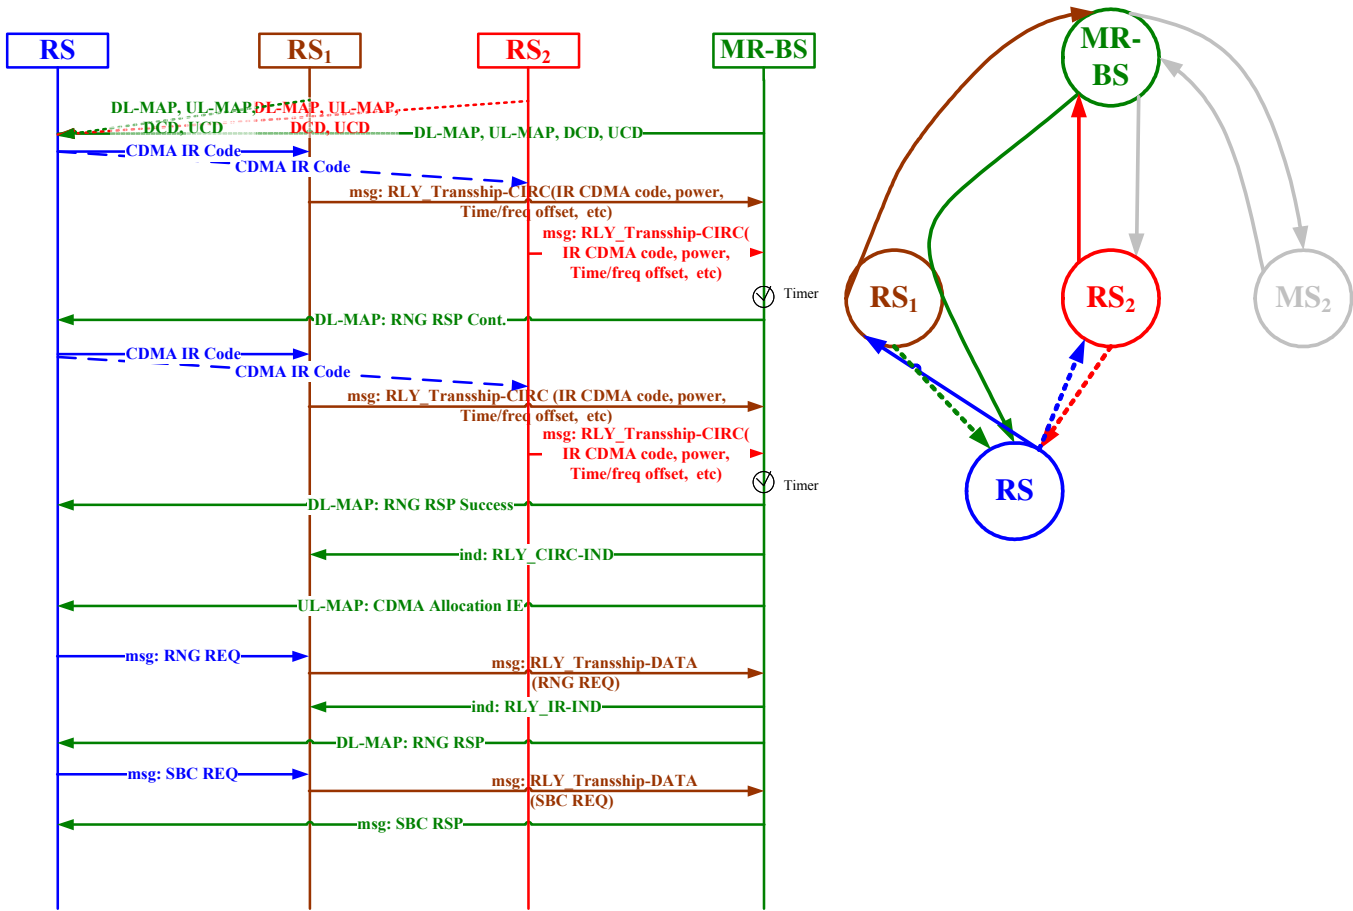 RS
RS1
RS2
MR-BS
DL-MAP, UL-MAP,
DCD, UCD
DL-MAP, UL-MAP,
DCD, UCD
DL-MAP, UL-MAP, DCD, UCD
CDMA IR Code
CDMA IR Code
msg: RLY_Transship-CIRC(IR CDMA code, power,
Time/freq offset, etc)
msg: RLY_Transship-CIRC(
IR CDMA code, power,
Time/freq offset, etc)
Timer
DL-MAP: RNG RSP Cont.
CDMA IR Code
CDMA IR Code
msg: RLY_Transship-CIRC (IR CDMA code, power,
Time/freq offset, etc)
msg: RLY_Transship-CIRC(
IR CDMA code, power,
Time/freq offset, etc)
Timer
DL-MAP: RNG RSP Success
ind: RLY_CIRC-IND
UL-MAP: CDMA Allocation IE
msg: RNG REQ
msg: RLY_Transship-DATA
(RNG REQ)
ind: RLY_IR-IND
DL-MAP: RNG RSP
msg: SBC REQ
msg: RLY_Transship-DATA
(SBC REQ)
msg: SBC RSP
MR-
BS
RS1
RS2
MS2
RS